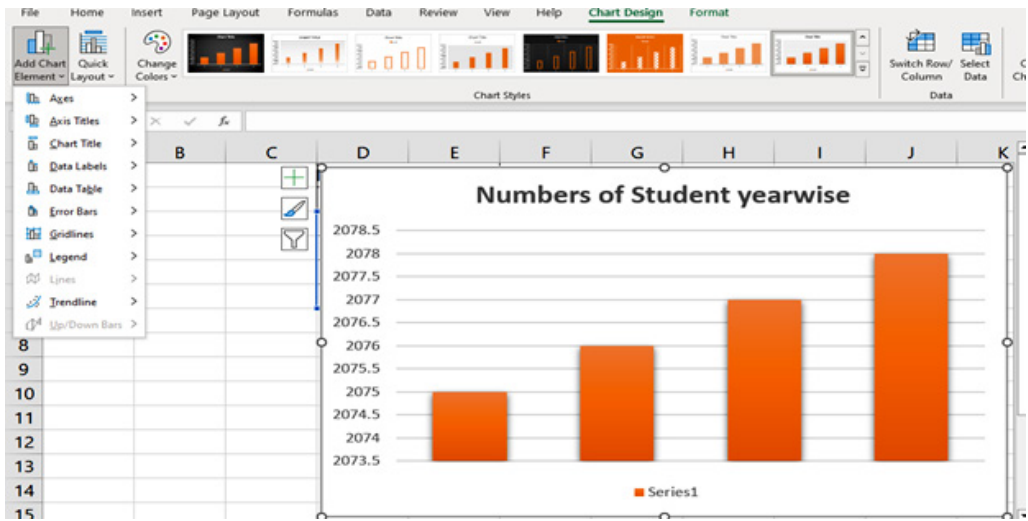 File Home Insert Page Layout Formulas Data Review View Help Chart Design Format
Add Chart Element Quick Layout Change Colors Switch Row/ Column Select Data
Chart Styles Data
Axes
Axis Titles
Chart Title
Data Labels
Data Table
Error Bars
Gridlines
Legend
Lines
Trendline
Up/Down Bars
fx
B C D E F G H I J K
8
9
10
11
12
13
14
15
Numbers of Student yearwise
2078.5
2078
2077.5
2077
2076.5
2076
2075.5
2075
2074.5
2074
2073.5
Series1